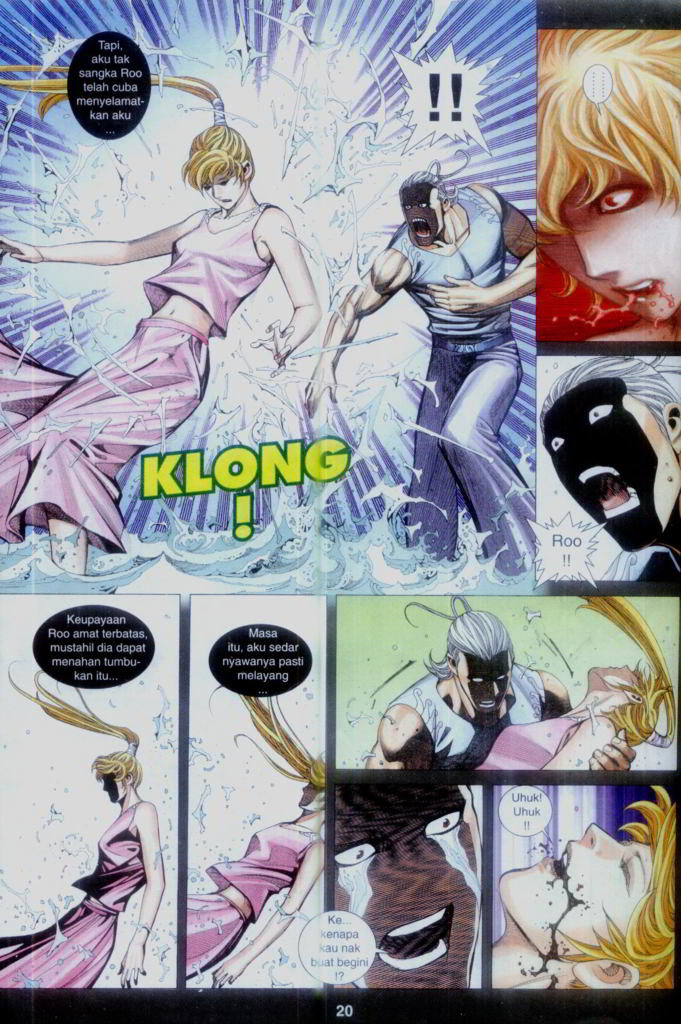 Tapi,
aku tak
sangka Roo
telah cuba
menyelamat-
kan aku
...
!!
KLONG
!
Roo
!!
Keupayaan
Roo amat terbatas,
mustahil dia dapat
menahan tumbu-
kan itu...
Masa
itu, aku sedar
nyawanya pasti
melayang
...
Ke...
kenapa
kau nak
buat begini
!?
Uhuk!
Uhuk
!!
20